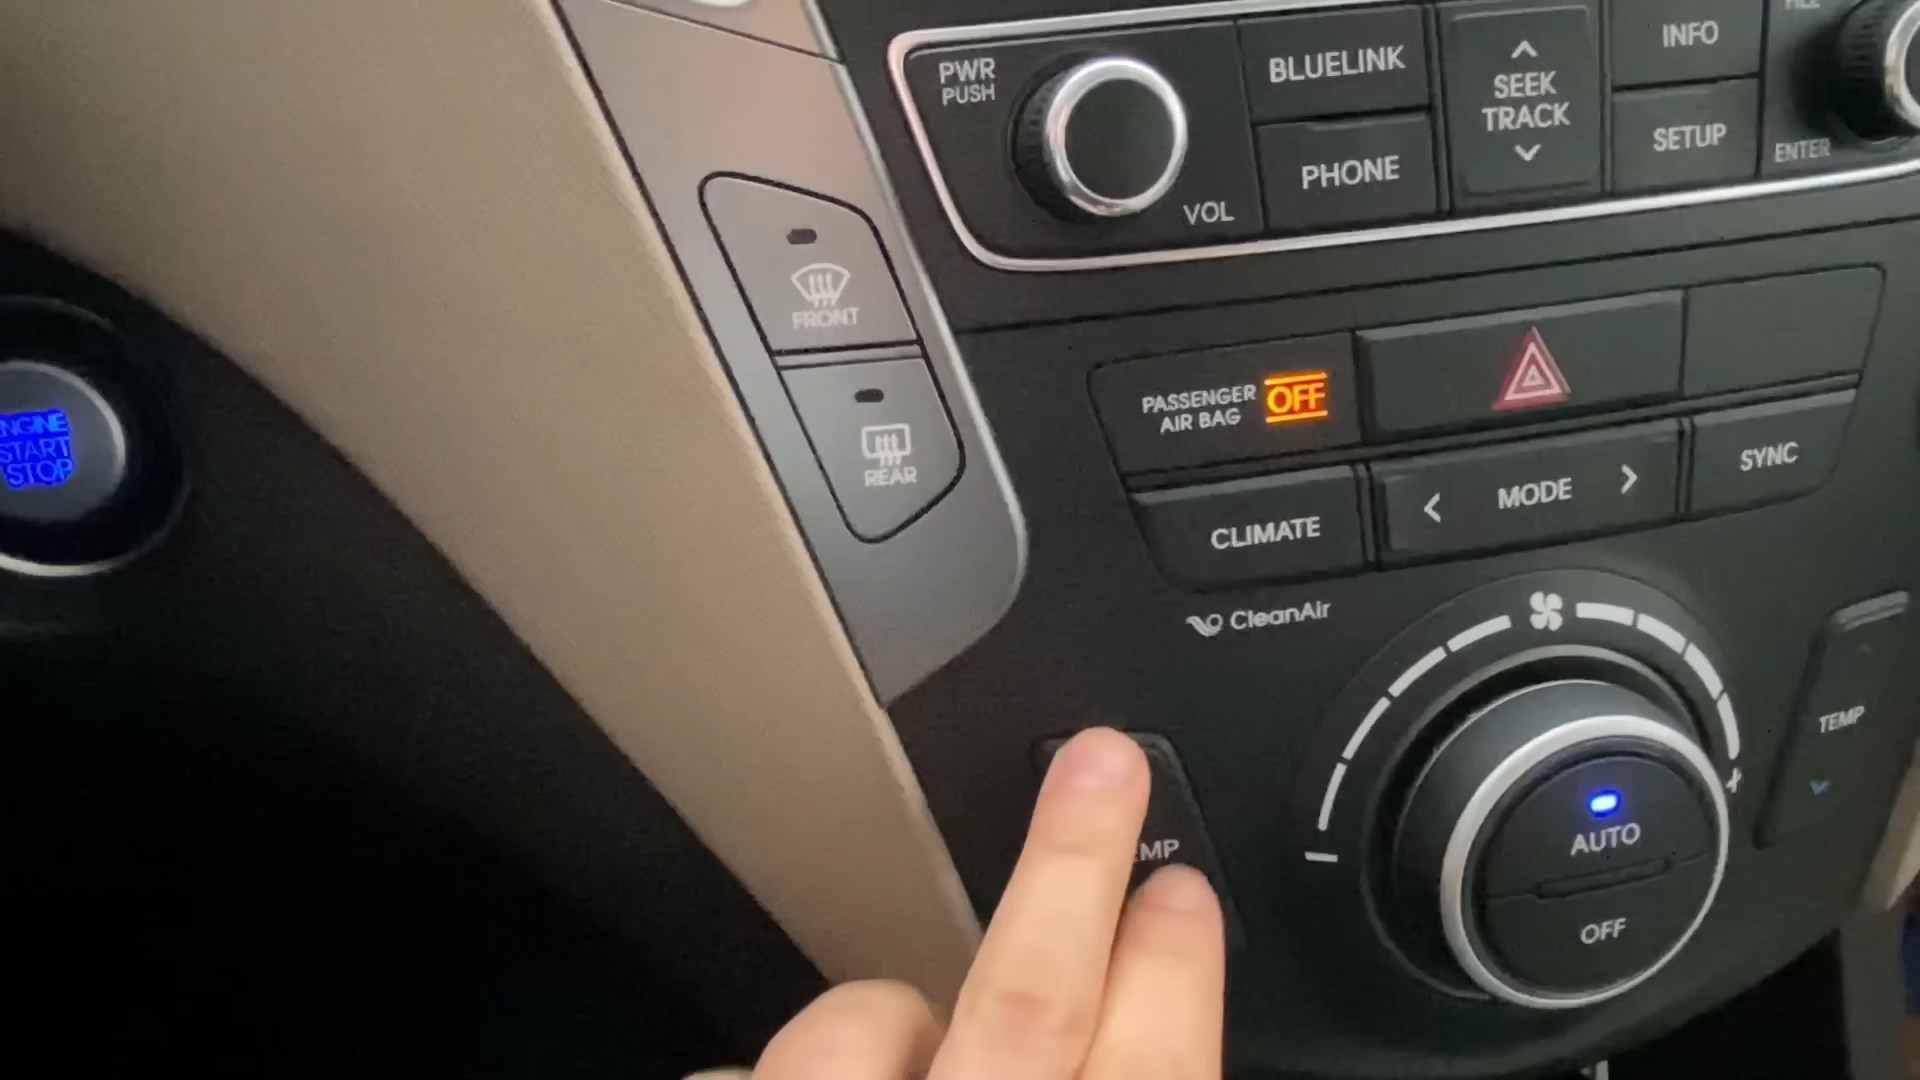 PWR
PUSH
VOL
BLUELINK
PHONE
SEEK
TRACK
INFO
SETUP
ENTER
FRONT
REAR
START
STOP
PASSENGER
AIR BAG
OFF
CLIMATE
MODE
SYNC
CleanAir
TEMP
AUTO
OFF